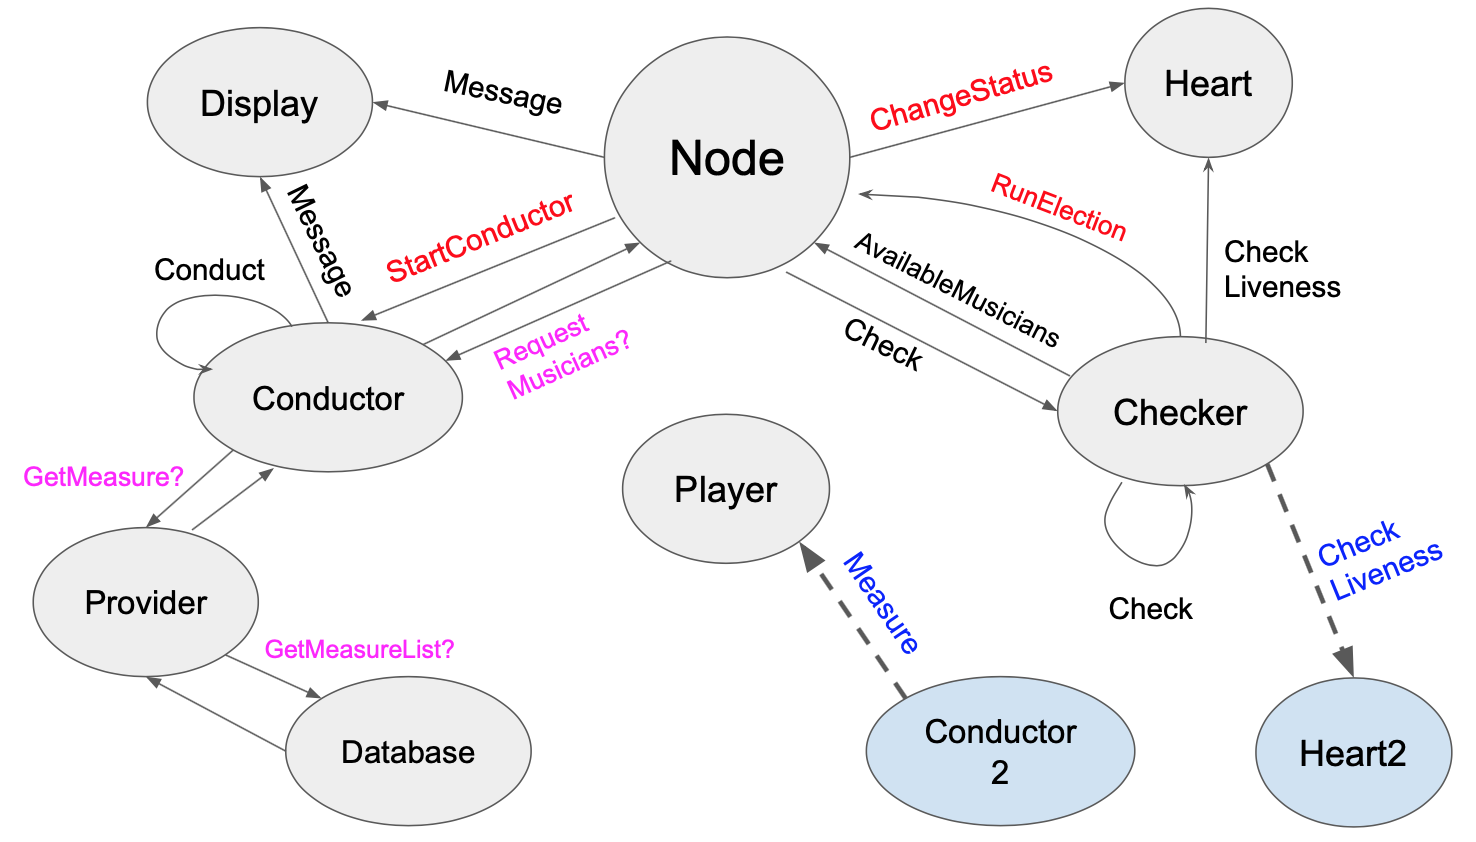 Display
Message
Node
ChangeStatus
Heart
Message
StartConductor
RunElection
AvailableMusicians
Check
Liveness
Conduct
Request
Musicians?
Check
Conductor
Checker
GetMeasure?
Player
Provider
Measure
Check
Check
Liveness
GetMeasureList?
Database
Conductor
2
Heart2